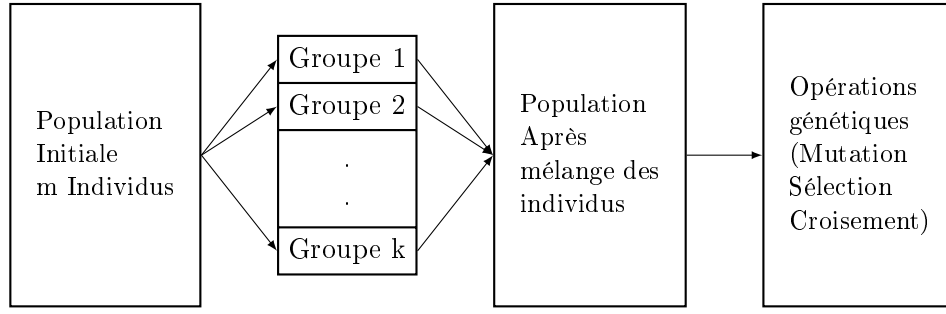 Population
Initiale
m Individus
Groupe 1
Groupe 2
.
.
Groupe k
Population
Après
mélange des
individus
Opérations
génétiques
(Mutation
Sélection
Croisement)